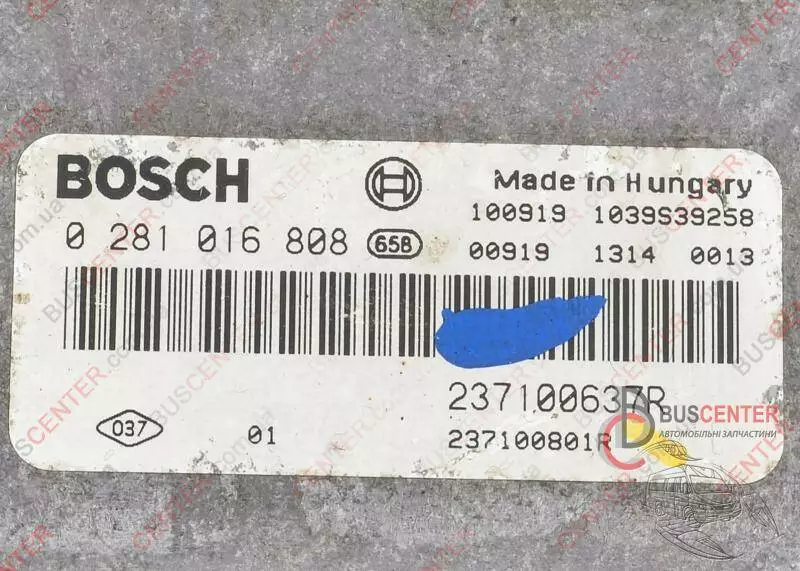 BOSCH
Made in Hungary
100919 1039S39258
0 281 016 808 658
00919 1314 0013
237100637R
037 01
237100801R
BUSCENTER
АВТОМОБІЛЬНІ ЗАПЧАСТИНИ